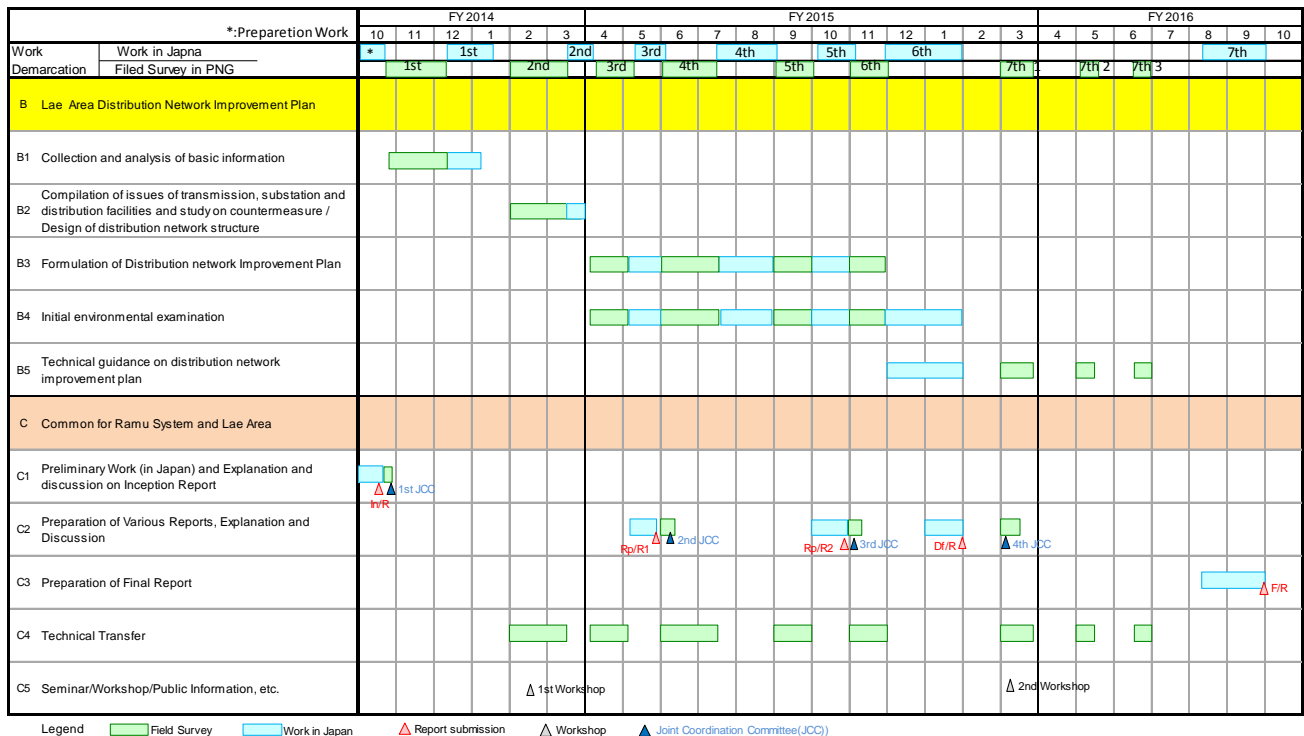 FY 2014 FY 2015 FY 2016
*:Preparetion Work 10 11 12 1 2 3 4 5 6 7 8 9 10 11 12 1 2 3 4 5 6 7 8 9 10
Work Work in Japna * 1st 2nd 3rd 4th 5th 6th 7th
Demarcation Filed Survey in PNG 1st 2nd 3rd 4th 5th 6th 7th 1 7th 2 7th 3
B Lae Area Distribution Network Improvement Plan
B1 Collection and analysis of basic information
B2 Compilation of issues of transmission, substation and
distribution facilities and study on countermeasure /
Design of distribution network structure
B3 Formulation of Distribution network Improvement Plan
B4 Initial environmental examination
B5 Technical guidance on distribution network
improvement plan
C Common for Ramu System and Lae Area
C1 Preliminary Work (in Japan) and Explanation and
discussion on Inception Report
1st JCC
In/R
C2 Preparation of Various Reports, Explanation and
Discussion
Rp/R1 2nd JCC Rp/R2 3rd JCC Df/R 4th JCC
C3 Preparation of Final Report
F/R
C4 Technical Transfer
C5 Seminar/Workshop/Public Information, etc. 1st Workshop 2nd Workshop
Legend Field Survey Work in Japan Report submission Workshop Joint Coordination Committee(JCC))